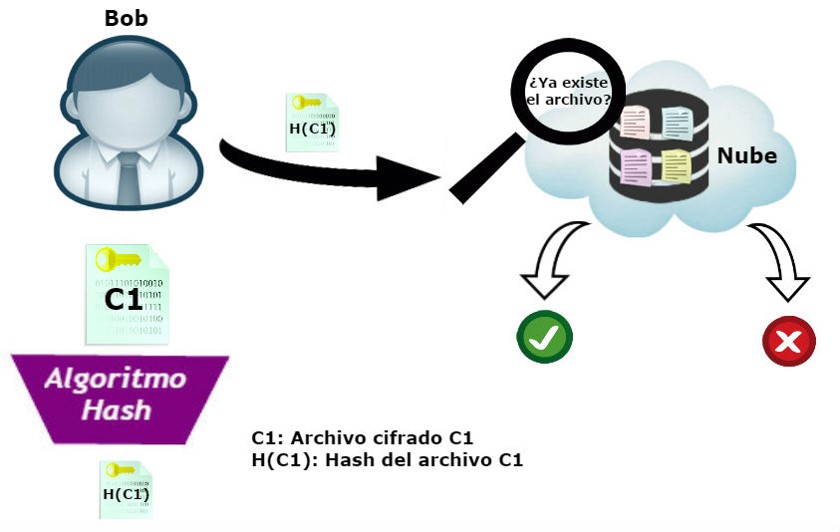 Bob
H(C1)
¿Ya existe
el archivo?
Nube
C1
Algoritmo
Hash
H(C1)
C1: Archivo cifrado C1
H(C1): Hash del archivo C1